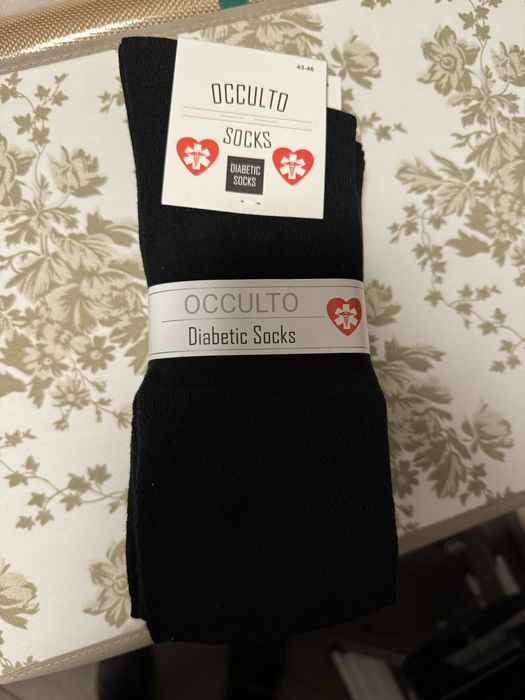 43-46
OCCULTO
SOCKS
DIABETIC
SOCKS
OCCULTO
Diabetic Socks